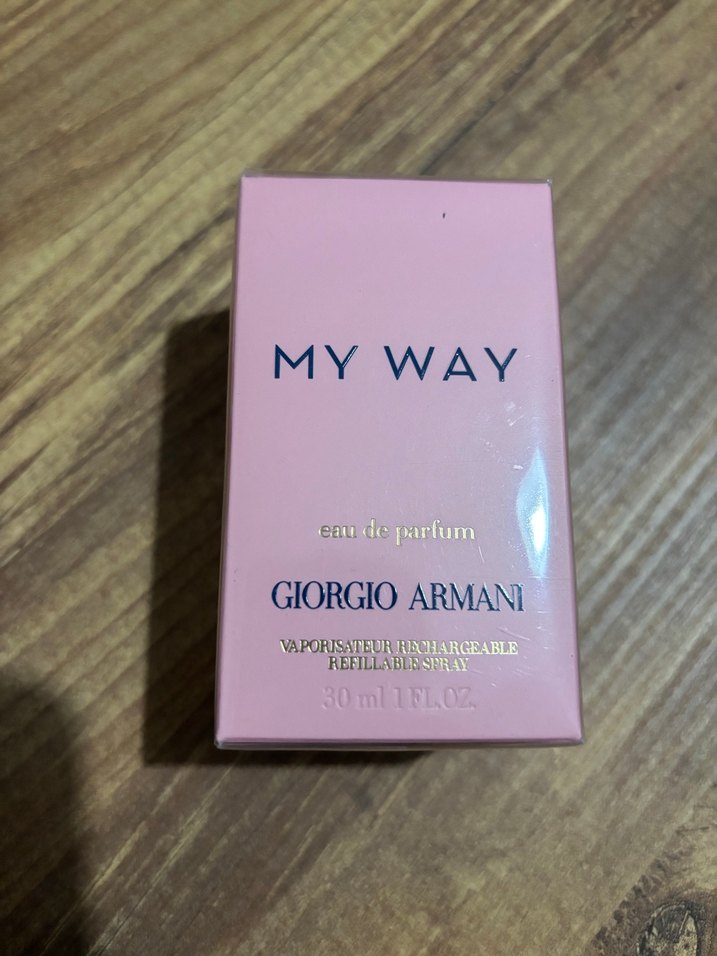 MY WAY
eau de parfum
GIORGIO ARMANI
VAPORISATEUR RECHARGEABLE
REFILLABLE SPRAY
30 ml 1 FL.OZ.